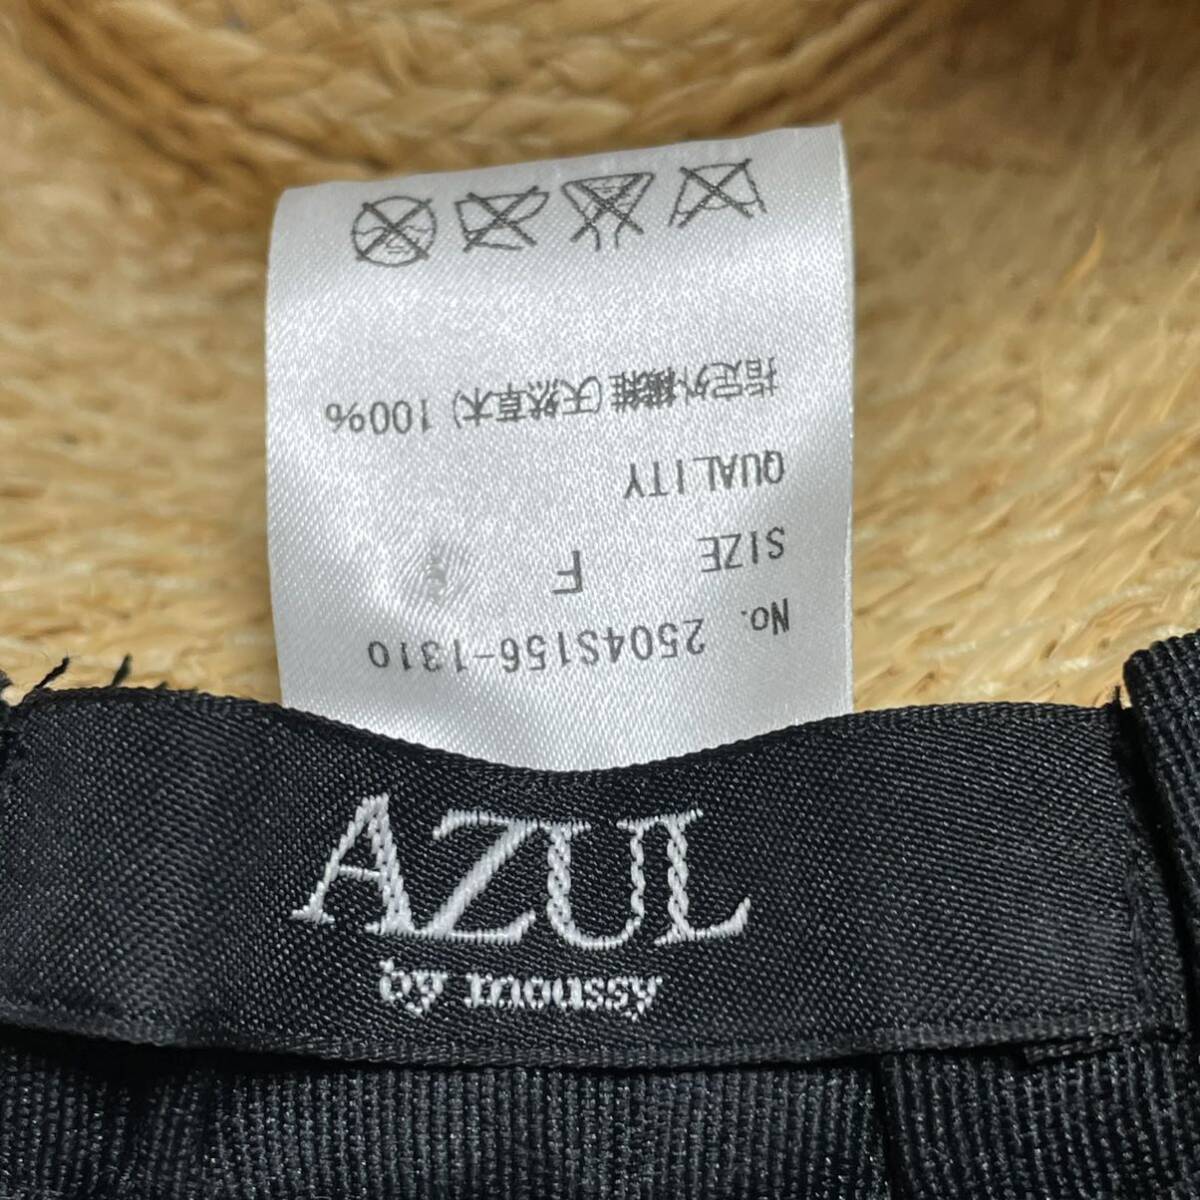 No. 2504S156-1310
SIZE F
QUALITY
指定外繊維(天然草木) 100%
AZUL
by moussy